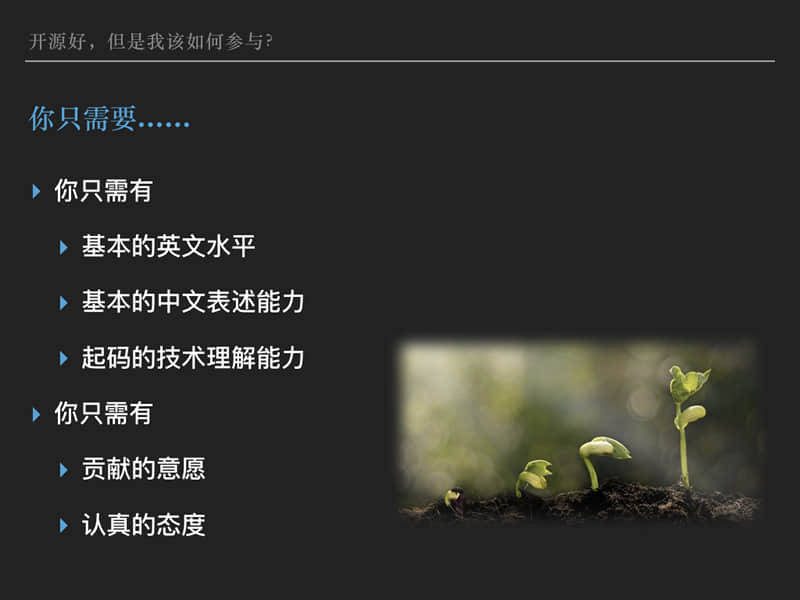 开源好，但是我该如何参与?
你只需要……
你只需有
基本的英文水平
基本的中文表述能力
起码的技术理解能力
你只需有
贡献的意愿
认真的态度